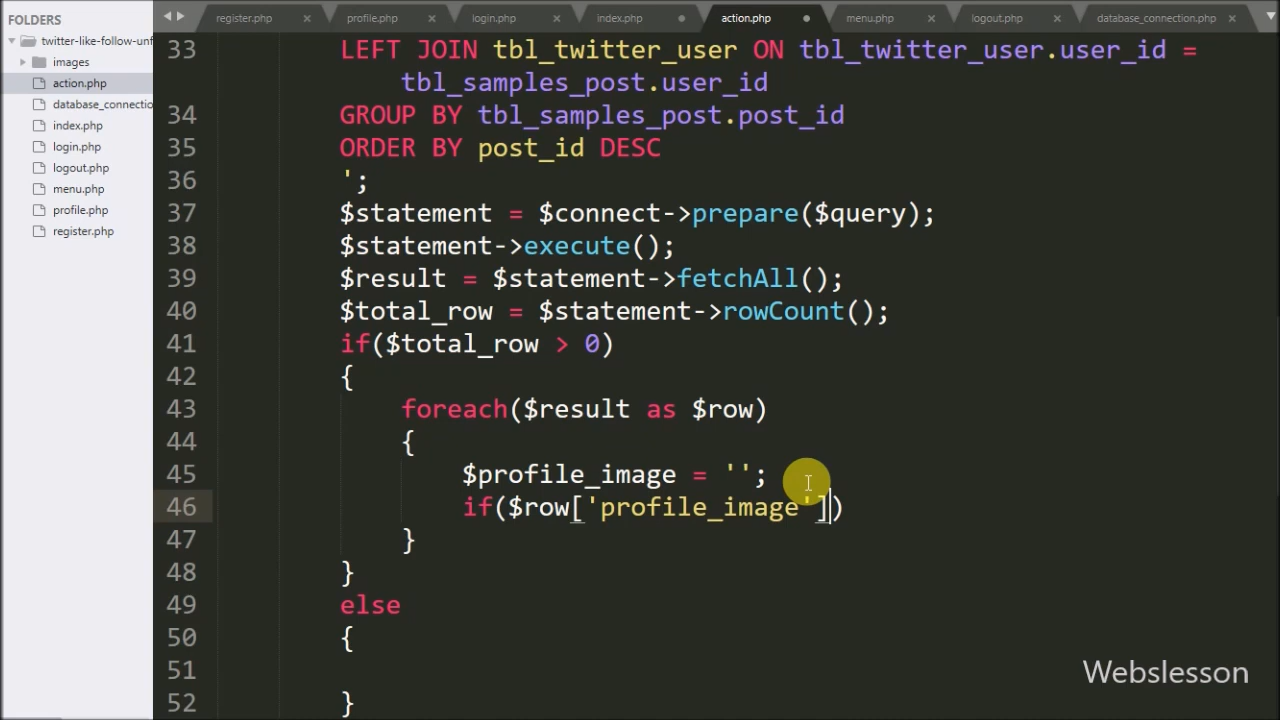 FOLDERS
twitter-like-follow-unf
images
action.php
database_connectio
index.php
login.php
logout.php
menu.php
profile.php
register.php
register.php × profile.php × login.php × index.php action.php menu.php × logout.php × database_connection.php ×
33 LEFT JOIN tbl_twitter_user ON tbl_twitter_user.user_id =
tbl_samples_post.user_id
34 GROUP BY tbl_samples_post.post_id
35 ORDER BY post_id DESC
36 ';
37 $statement = $connect->prepare($query);
38 $statement->execute();
39 $result = $statement->fetchAll();
40 $total_row = $statement->rowCount();
41 if($total_row > 0)
42 {
43 foreach($result as $row)
44 {
45 $profile_image = '';
46 if($row['profile_image'])
47 }
48 }
49 else
50 {
51
52 }
Webslesson